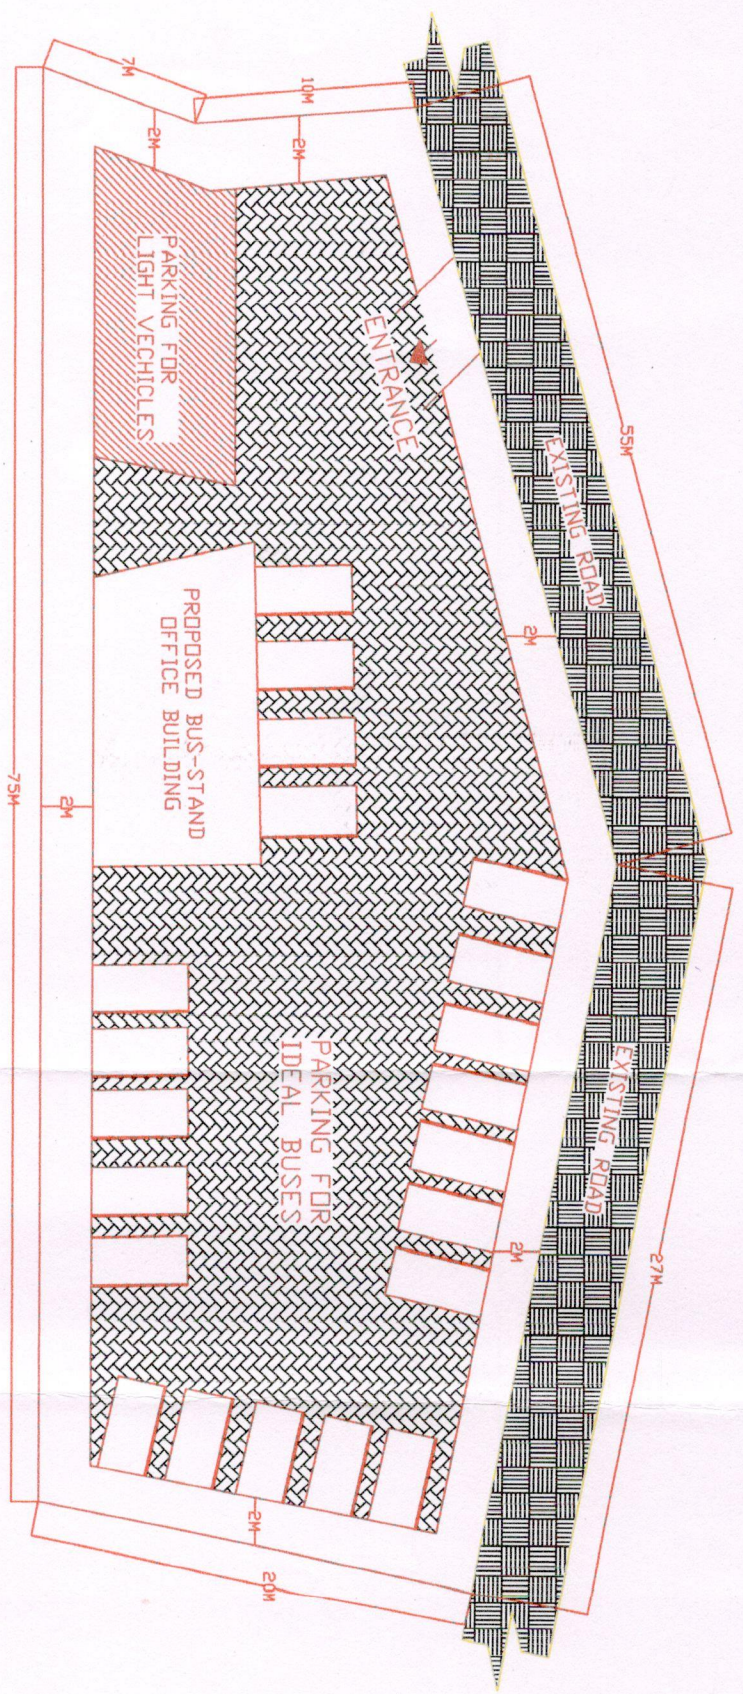 7M
10M
2M
2M
PARKING FOR
LIGHT VECHICLES
ENTRANCE
EXISTING ROAD
55M
2M
PROPOSED BUS-STAND
OFFICE BUILDING
2M
75M
PARKING FOR
IDEAL BUSES
EXISTING ROAD
2M
27M
2M
20M